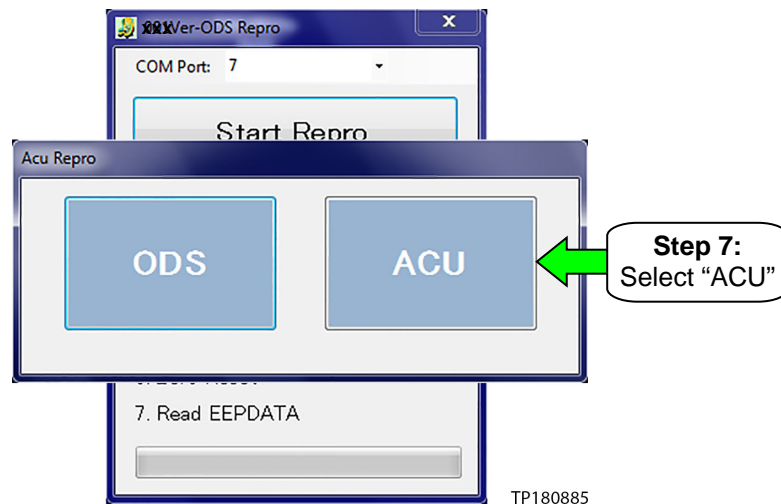 Ver-ODS Repro
X
COM Port: 7
Start Repro
Acu Repro
ODS
ACU
Step 7:
Select “ACU”
7. Read EEPDATA
TP180885